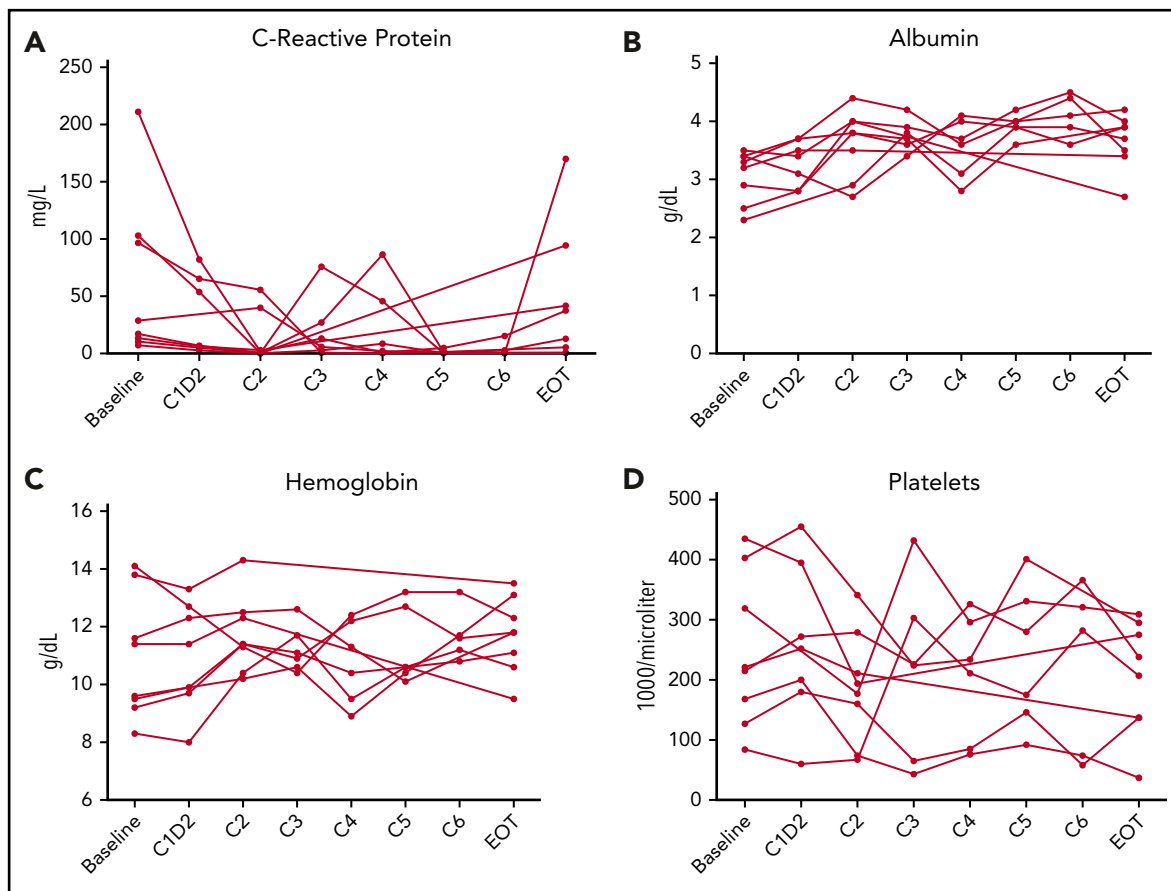 A
C-Reactive Protein
mg/L
250
200
150
100
50
0
Baseline
C1D2
C2
C3
C4
C5
C6
EOT
B
Albumin
g/dL
5
4
3
2
1
0
Baseline
C1D2
C2
C3
C4
C5
C6
EOT
C
Hemoglobin
g/dL
16
14
12
10
8
6
Baseline
C1D2
C2
C3
C4
C5
C6
EOT
D
Platelets
1000/microliter
500
400
300
200
100
0
Baseline
C1D2
C2
C3
C4
C5
C6
EOT